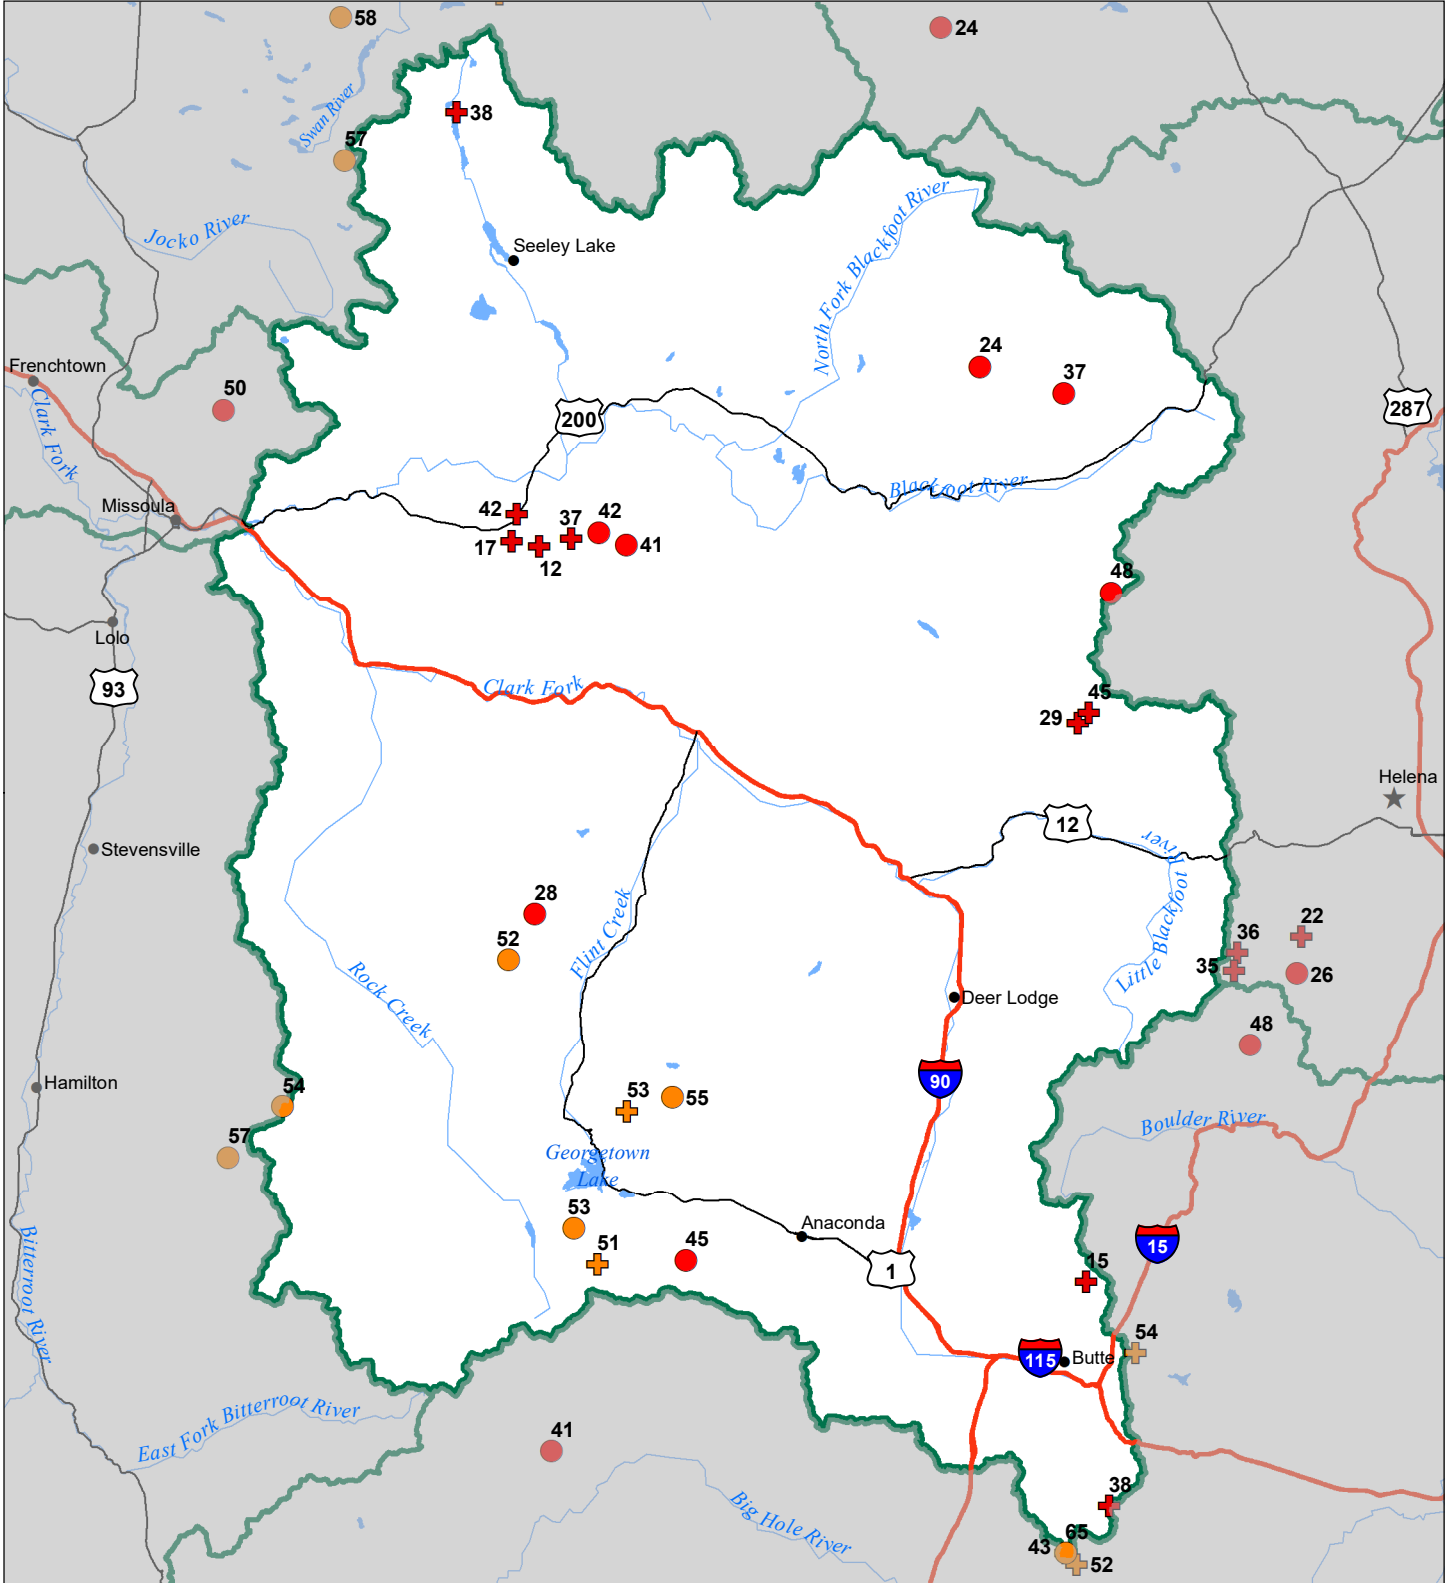 58
24
38
Swan River
57
North Fork Blackfoot River
Jocko River
Seeley Lake
24
Frenchtown
37
50
Clark Fork
200
287
Blackfoot River
Missoula
42
37
42
17
12
41
48
Lolo
93
Clark Fork
45
29
Helena
12
Little Blackfoot River
Stevensville
28
Flint Creek
52
36
22
35
26
Rock Creek
Deer Lodge
48
Hamilton
90
54
53
55
Boulder River
57
Georgetown
Lake
53
Anaconda
51
45
15
1
15
Bitterroot River
54
115
Butte
East Fork Bitterroot River
41
38
Big Hole River
65
43
52